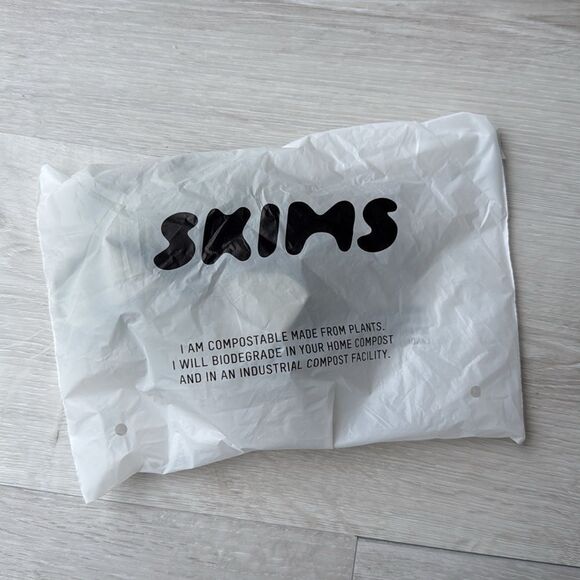 SKIMS
I AM COMPOSTABLE MADE FROM PLANTS.
I WILL BIODEGRADE IN YOUR HOME COMPOST
AND IN AN INDUSTRIAL COMPOST FACILITY.